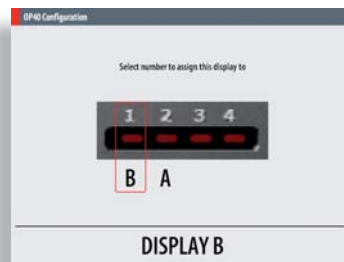 OP40 Configuration
Select number to assign this display to
1 2 3 4
B A
DISPLAY B